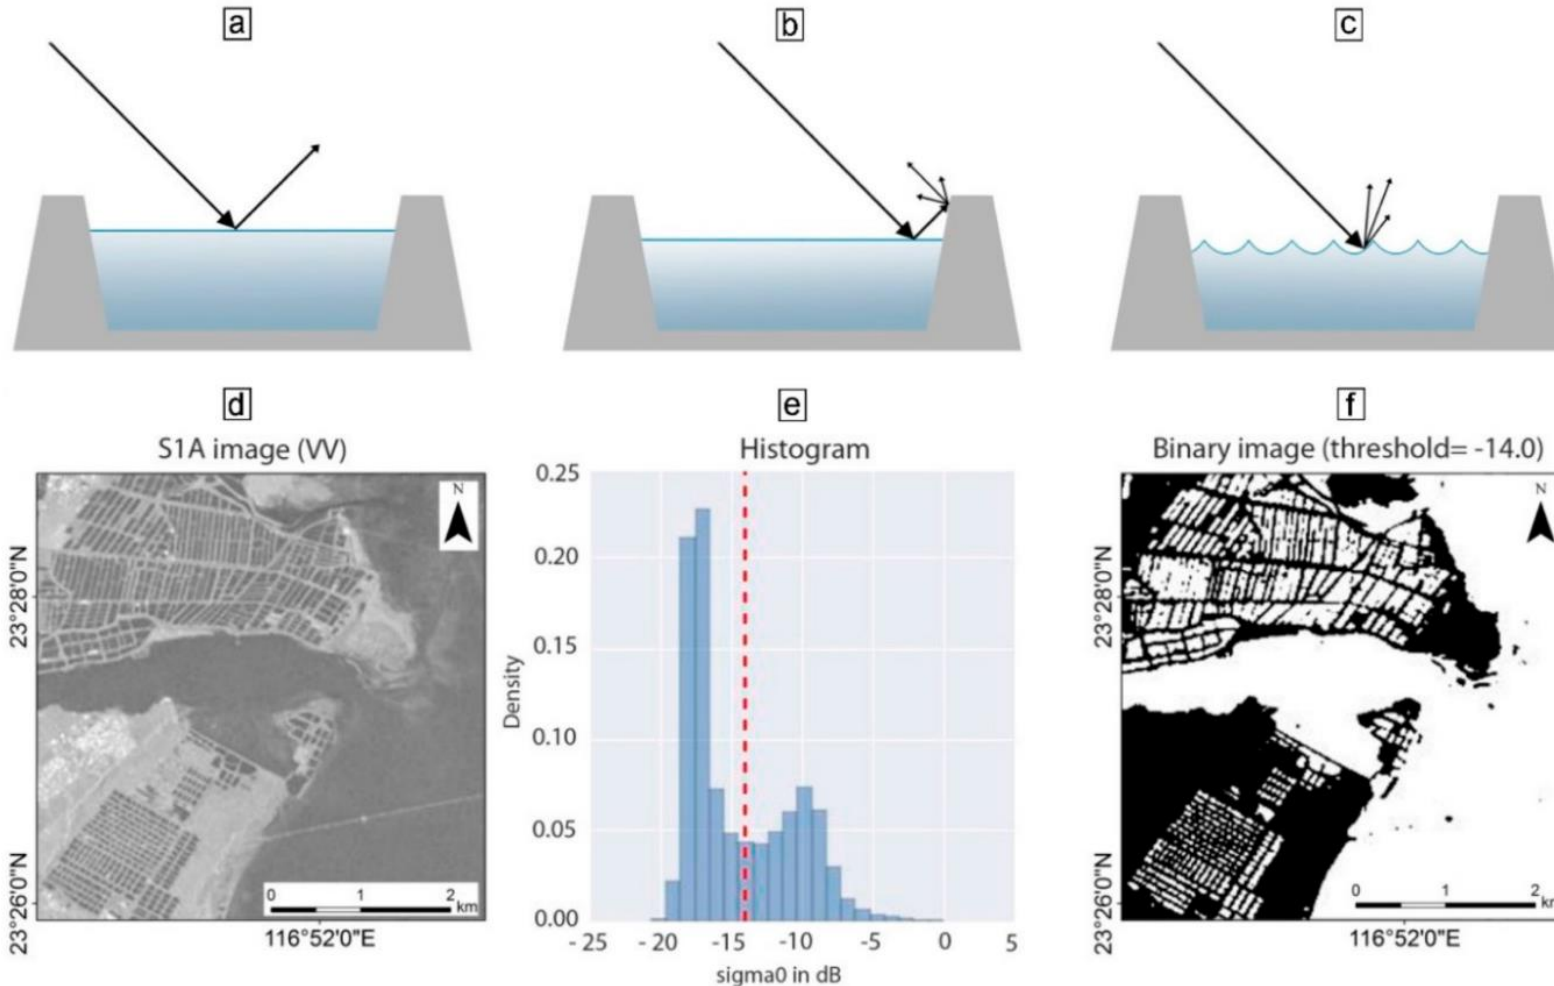 a
b
c
d
e
f
S1A image (VV)
Histogram
Binary image (threshold= -14.0)
N
23°28'0"N
23°26'0"N
0 1 2
km
116°52'0"E
Density
0.25
0.20
0.15
0.10
0.05
0.00
- 25 - 20 -15 -10 -5 0 5
sigma0 in dB
N
23°28'0"N
23°26'0"N
0 1 2
116°52'0"E